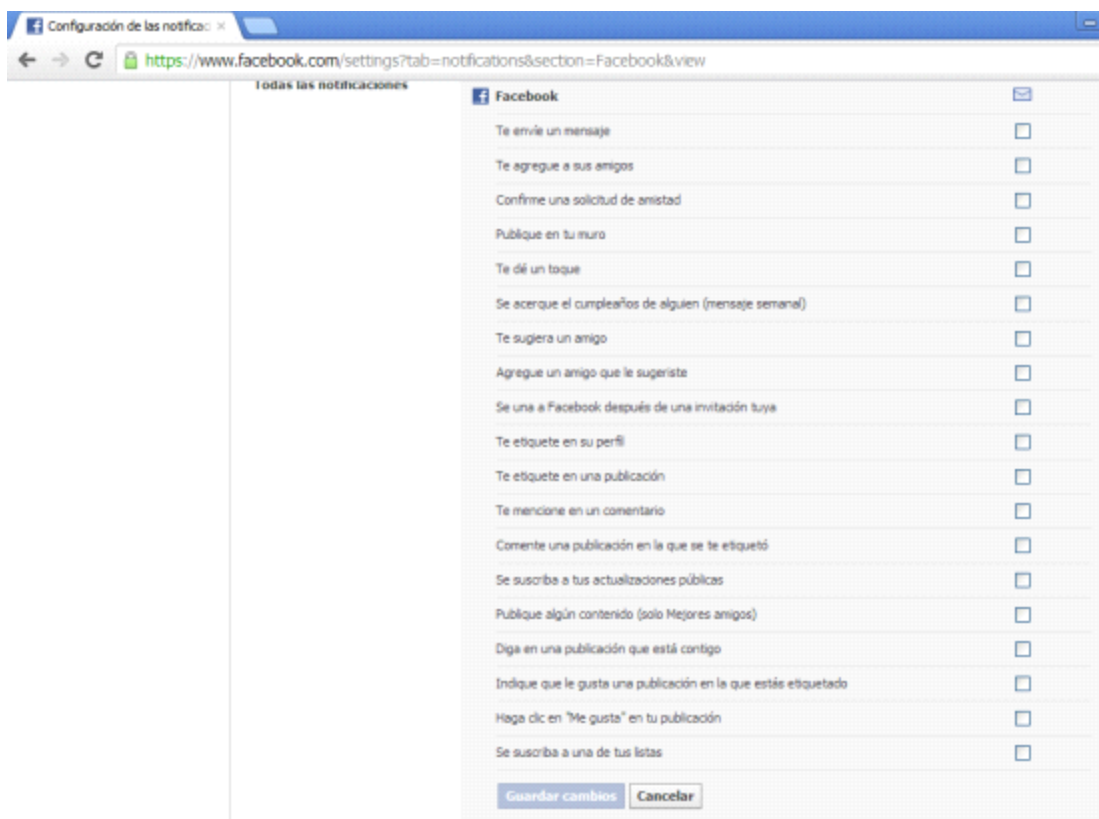 Configuración de las notificac
https://www.facebook.com/settings?tab=notifications&section=Facebook&view
Todas las notificaciones
Facebook
Te envíe un mensaje
Te agregue a sus amigos
Confirme una solicitud de amistad
Publique en tu muro
Te dé un toque
Se acerque el cumpleaños de alguien (mensaje semanal)
Te sugiera un amigo
Agregue un amigo que le sugeriste
Se una a Facebook después de una invitación tuya
Te etiquete en su perfil
Te etiquete en una publicación
Te mencione en un comentario
Comente una publicación en la que se te etiquetó
Se suscriba a tus actualizaciones públicas
Publique algún contenido (solo Mejores amigos)
Diga en una publicación que está contigo
Indique que le gusta una publicación en la que estés etiquetado
Haga clic en "Me gusta" en tu publicación
Se suscriba a una de tus listas
Guardar cambios Cancelar